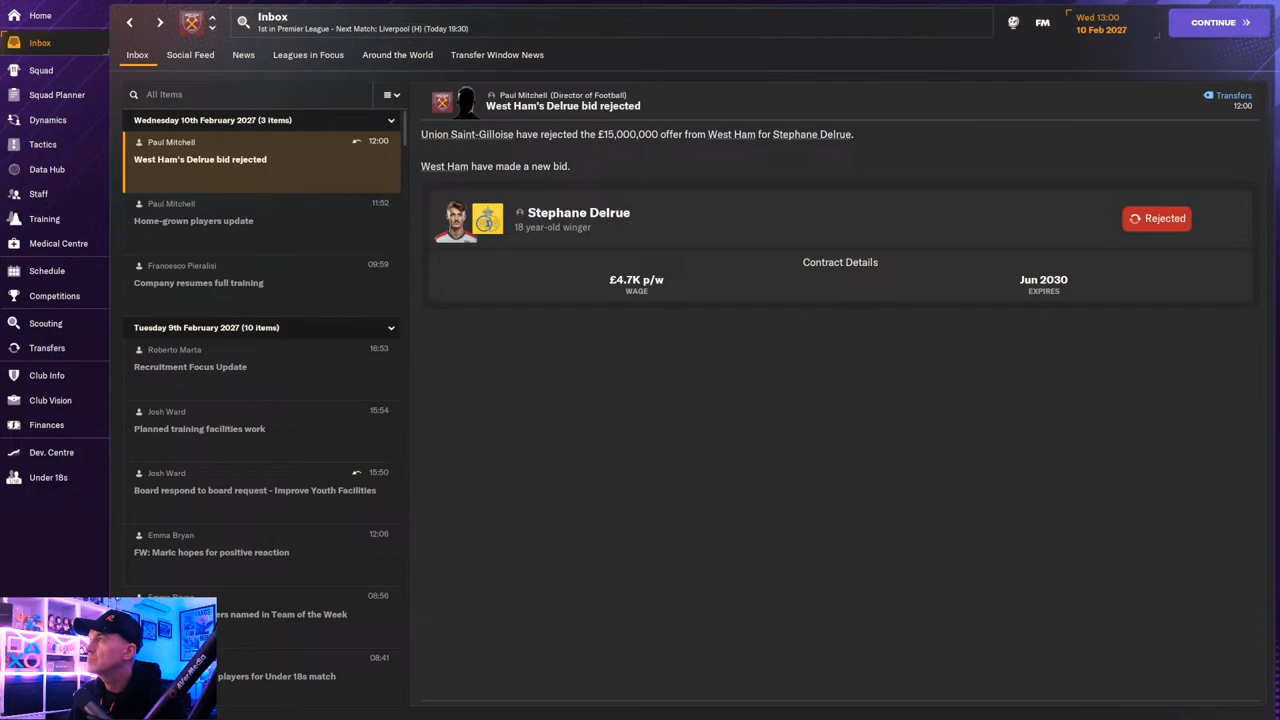 Home
Inbox
Squad
Squad Planner
Dynamics
Tactics
Data Hub
Staff
Training
Medical Centre
Schedule
Competitions
Scouting
Transfers
Club Info
Club Vision
Finances
Dev. Centre
Under 18s
Inbox
1st in Premier League - Next Match: Liverpool (H) (Today 19:30)
FM
Wed 13:00
10 Feb 2027
CONTINUE
Inbox
Social Feed
News
Leagues in Focus
Around the World
Transfer Window News
All Items
Wednesday 10th February 2027 (3 items)
Paul Mitchell 12:00
West Ham's Delrue bid rejected
Paul Mitchell 11:52
Home-grown players update
Francesco Pieralisi 09:59
Company resumes full training
Tuesday 9th February 2027 (10 items)
Roberto Marta 16:53
Recruitment Focus Update
Josh Ward 15:54
Planned training facilities work
Josh Ward 15:50
Board respond to board request - Improve Youth Facilities
Emma Bryan 12:06
FW: Maric hopes for positive reaction
08:56
named in Team of the Week
08:41
players for Under 18s match
Paul Mitchell (Director of Football)
West Ham's Delrue bid rejected
Transfers
12:00
Union Saint-Gilloise have rejected the £15,000,000 offer from West Ham for Stephane Delrue.
West Ham have made a new bid.
Stephane Delrue
18 year-old winger
Rejected
Contract Details
£4.7K p/w
WAGE
Jun 2030
EXPIRES
AVerMedia